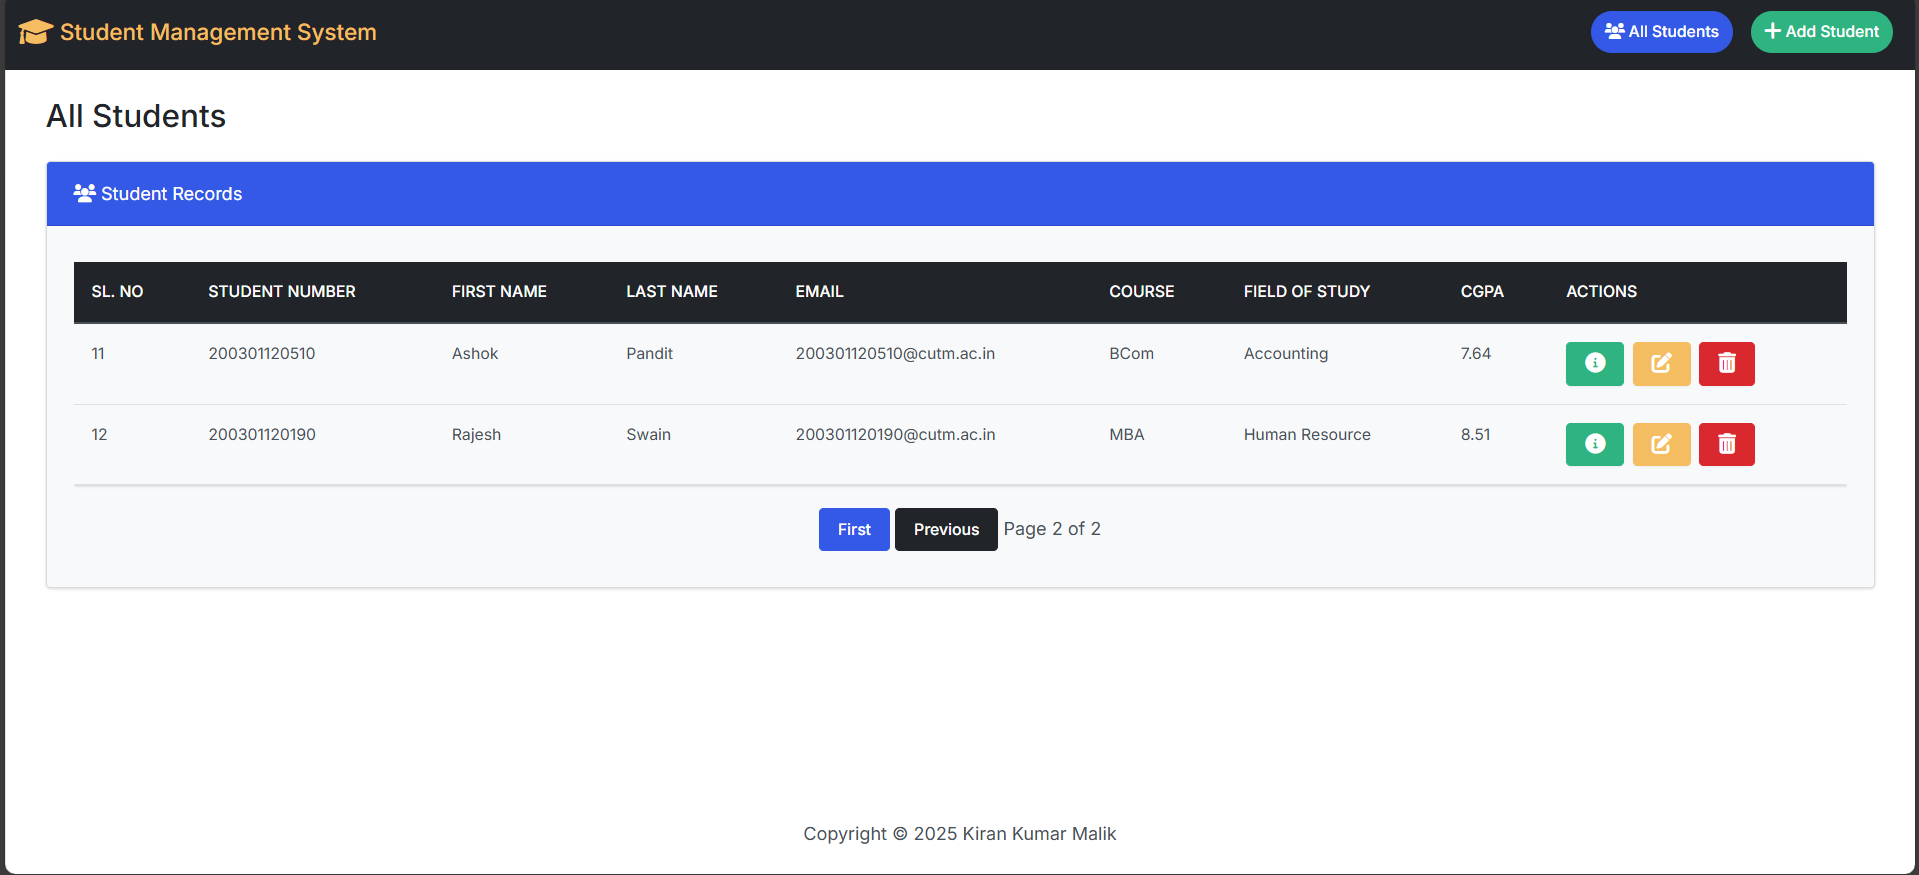 Student Management System All Students Add Student
All Students
Student Records
SL. NO STUDENT NUMBER FIRST NAME LAST NAME EMAIL COURSE FIELD OF STUDY CGPA ACTIONS
11 200301120510 Ashok Pandit 200301120510@cutm.ac.in BCom Accounting 7.64
12 200301120190 Rajesh Swain 200301120190@cutm.ac.in MBA Human Resource 8.51
First Previous Page 2 of 2
Copyright © 2025 Kiran Kumar Malik